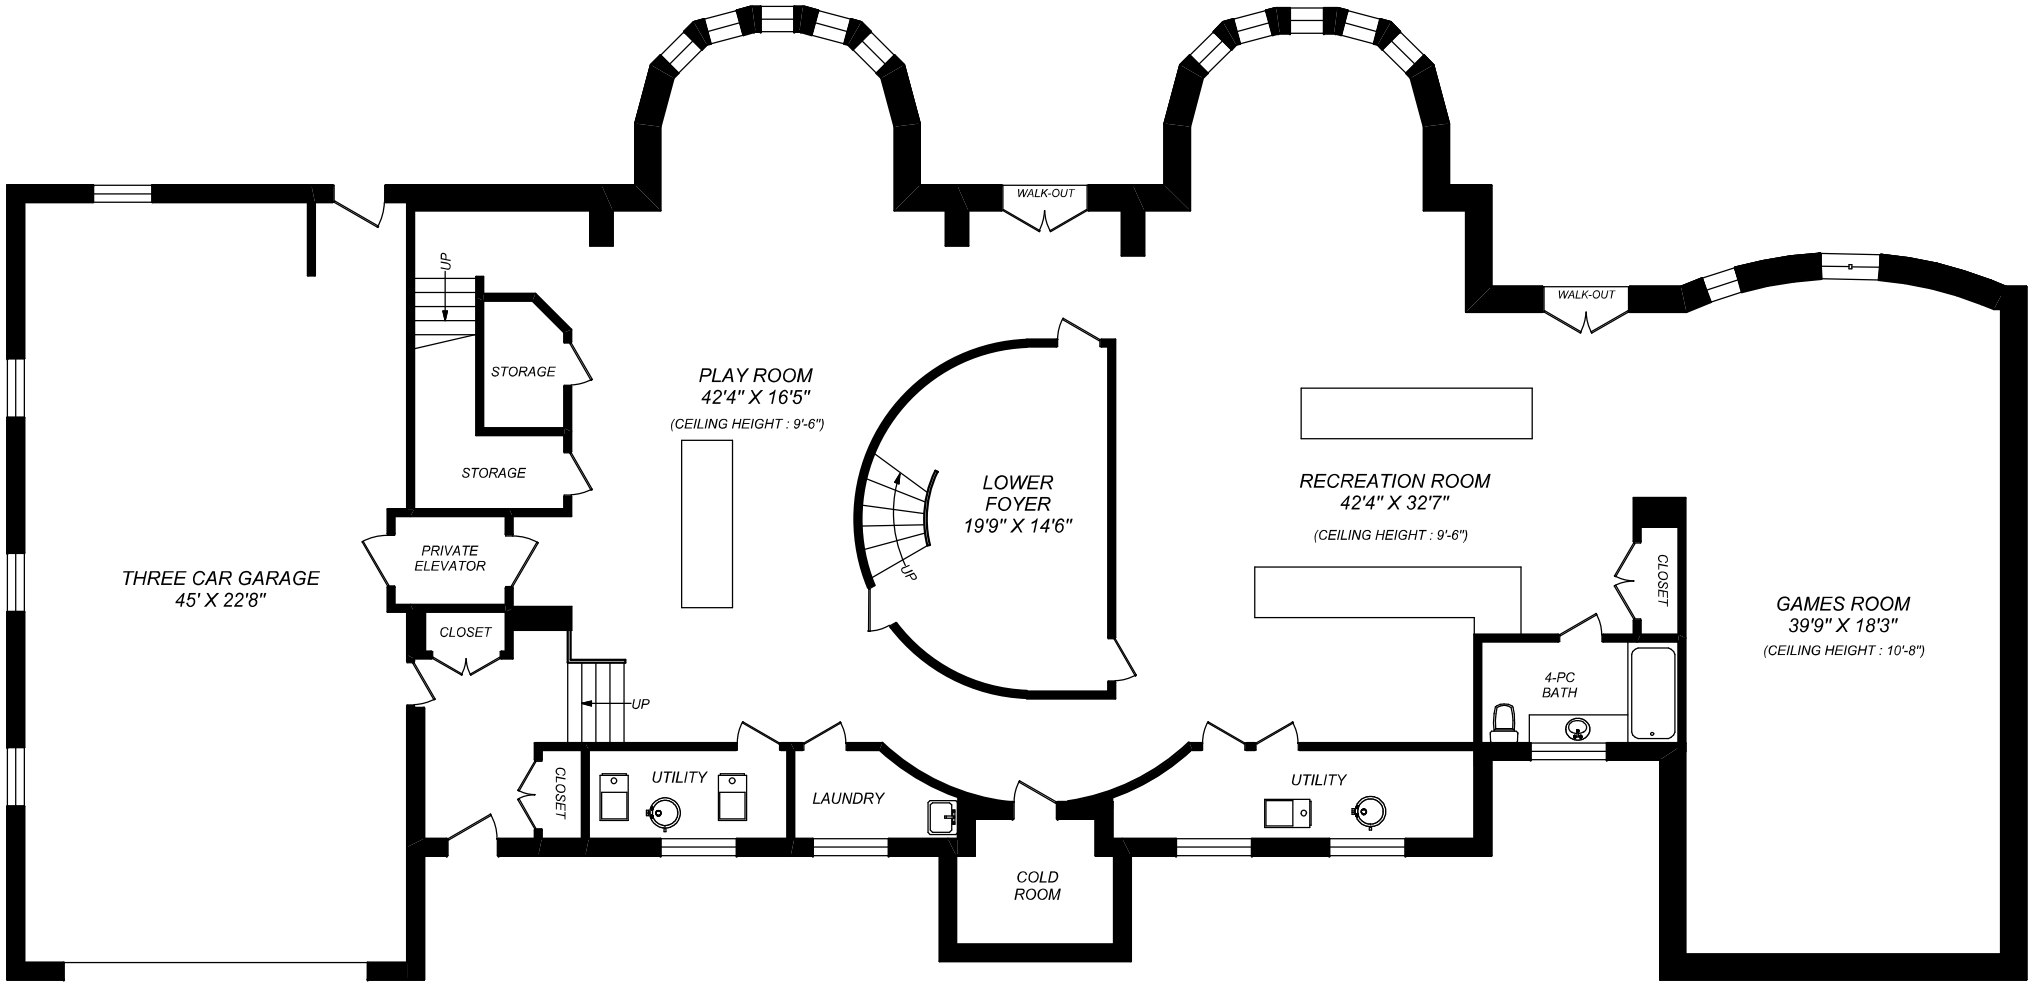 WALK-OUT
WALK-OUT
UP
STORAGE
PLAY ROOM
42'4" X 16'5"
(CEILING HEIGHT : 9'-6")
STORAGE
LOWER
FOYER
19'9" X 14'6"
UP
RECREATION ROOM
42'4" X 32'7"
(CEILING HEIGHT : 9'-6")
PRIVATE
ELEVATOR
THREE CAR GARAGE
45' X 22'8"
CLOSET
CLOSET
GAMES ROOM
39'9" X 18'3"
(CEILING HEIGHT : 10'-8")
4-PC
BATH
UP
CLOSET
UTILITY
LAUNDRY
UTILITY
COLD
ROOM